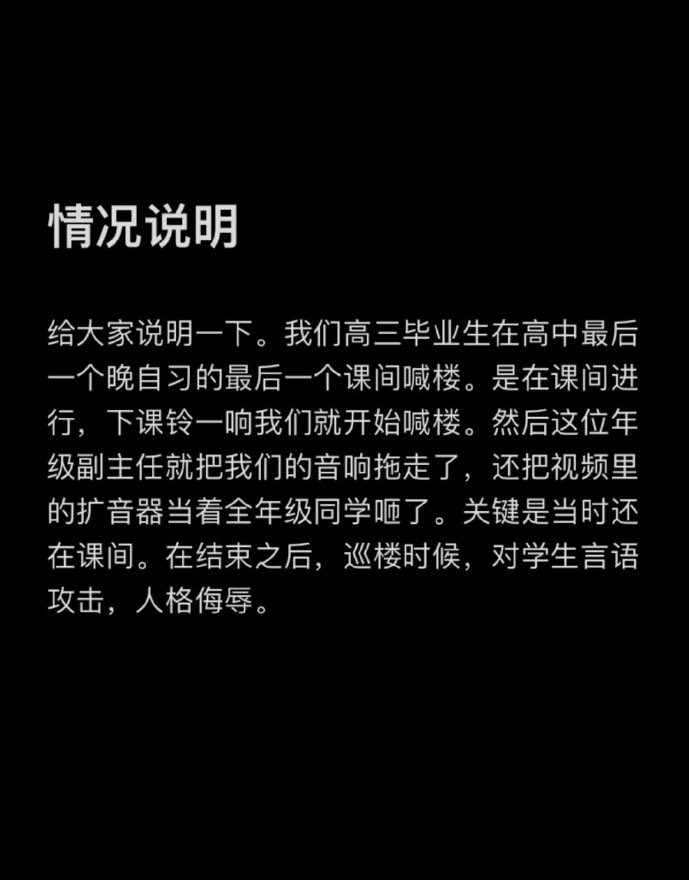 情况说明
给大家说明一下。我们高三毕业生在高中最后
一个晚自习的最后一个课间喊楼。是在课间进
行，下课铃一响我们就开始喊楼。然后这位年
级副主任就把我们的音响拖走了，还把视频里
的扩音器当着全年级同学砸了。关键是当时还
在课间。在结束之后，巡楼时候，对学生言语
攻击，人格侮辱。